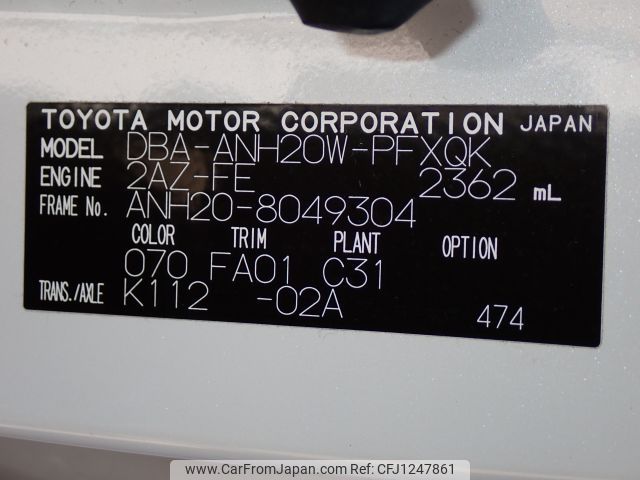 TOYOTA MOTOR CORPORATION JAPAN
MODEL DBA-ANH20W-PFXQK
ENGINE 2AZ-FE 2362 mL
FRAME No. ANH20-8049304
COLOR TRIM PLANT OPTION
070 FA01 C31
TRANS./AXLE K112 -02A 474
www.CarFromJapan.com CFJ1247861